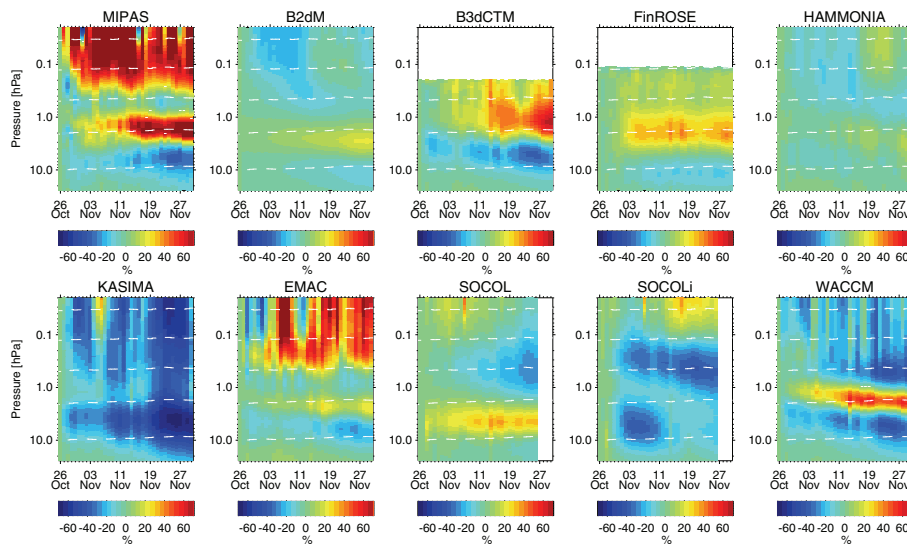 MIPAS B2dM B3dCTM FinROSE HAMMONIA
Pressure [hPa]
0.1 0.1 0.1 0.1 0.1
1.0 1.0 1.0 1.0 1.0
10.0 10.0 10.0 10.0 10.0
26 03 11 19 27 26 03 11 19 27 26 03 11 19 27 26 03 11 19 27 26 03 11 19 27
Oct Nov Nov Nov Nov Oct Nov Nov Nov Nov Oct Nov Nov Nov Nov Oct Nov Nov Nov Nov Oct Nov Nov Nov Nov
-60 -40 -20 0 20 40 60 -60 -40 -20 0 20 40 60 -60 -40 -20 0 20 40 60 -60 -40 -20 0 20 40 60 -60 -40 -20 0 20 40 60
% % % % %
KASIMA EMAC SOCOL SOCOLi WACCM
Pressure [hPa]
0.1 0.1 0.1 0.1 0.1
1.0 1.0 1.0 1.0 1.0
10.0 10.0 10.0 10.0 10.0
26 03 11 19 27 26 03 11 19 27 26 03 11 19 27 26 03 11 19 27 26 03 11 19 27
Oct Nov Nov Nov Nov Oct Nov Nov Nov Nov Oct Nov Nov Nov Nov Oct Nov Nov Nov Nov Oct Nov Nov Nov Nov
-60 -40 -20 0 20 40 60 -60 -40 -20 0 20 40 60 -60 -40 -20 0 20 40 60 -60 -40 -20 0 20 40 60 -60 -40 -20 0 20 40 60
% % % % %